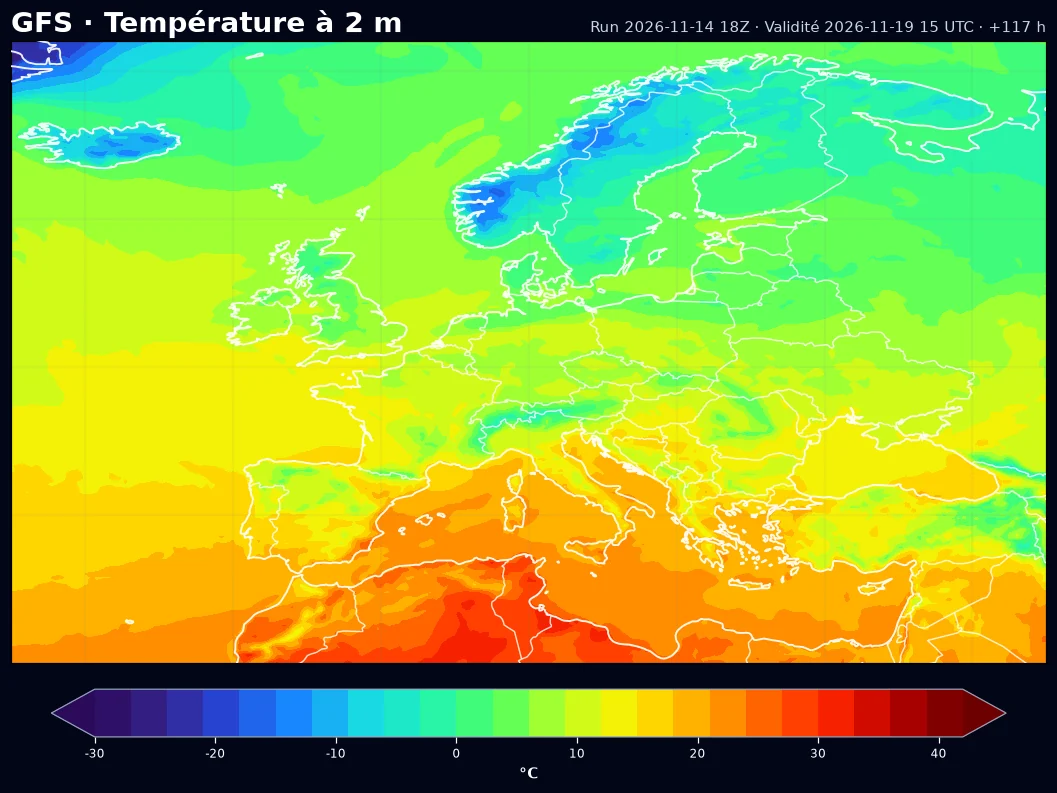 GFS · Température à 2 m
Run 2026-11-14 18Z · Validité 2026-11-19 15 UTC · +117 h
-30 -20 -10 0 10 20 30 40
°C